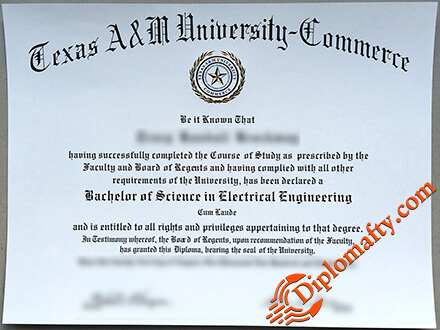 Texas A&M University-Commerce
Be it Known That
having successfully completed the Course of Study as prescribed by the
Faculty and Board of Regents and having complied with all other
requirements of the University, has been declared a
Bachelor of Science in Electrical Engineering
Cum Laude
and is entitled to all rights and privileges appertaining to that degree.
In Testimony whereof, the Board of Regents, upon recommendation of the Faculty,
has granted this Diploma, bearing the seal of the University.
Diplomafty.com